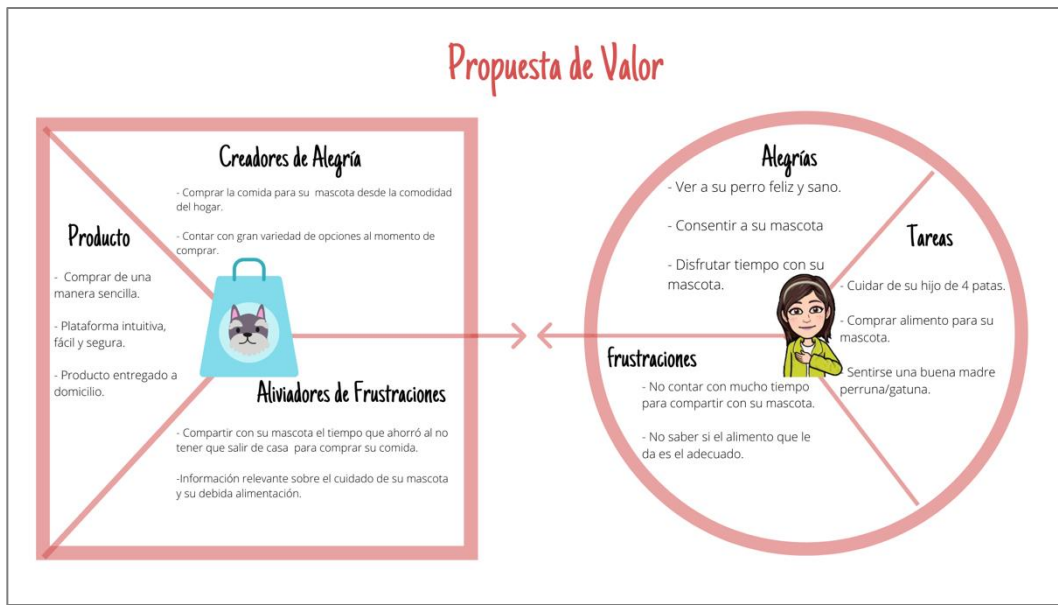 Propuesta de Valor
Creadores de Alegría
- Comprar la comida para su mascota desde la comodidad
del hogar.
- Contar con gran variedad de opciones al momento de
comprar.
Producto
- Comprar de una
manera sencilla.
- Plataforma intuitiva,
fácil y segura.
- Producto entregado a
domicilio.
Aliviadores de Frustraciones
- Compartir con su mascota el tiempo que ahorró al no
tener que salir de casa para comprar su comida.
-Información relevante sobre el cuidado de su mascota
y su debida alimentación.
Alegrías
- Ver a su perro feliz y sano.
- Consentir a su mascota
- Disfrutar tiempo con su
mascota.
Tareas
- Cuidar de su hijo de 4 patas.
- Comprar alimento para su
mascota.
- Sentirse una buena madre
perruna/gatuna.
frustraciones
- No contar con mucho tiempo
para compartir con su mascota.
- No saber si el alimento que le
da es el adecuado.